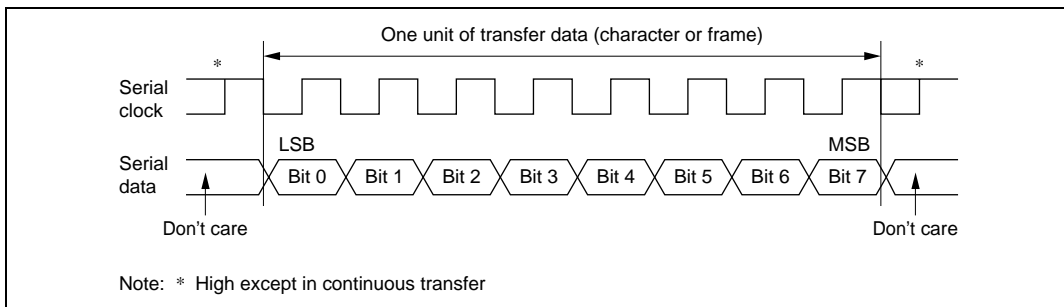 One unit of transfer data (character or frame)
* *
Serial
clock
LSB MSB
Serial
data
Bit 0 Bit 1 Bit 2 Bit 3 Bit 4 Bit 5 Bit 6 Bit 7
Don't care Don't care
Note: * High except in continuous transfer